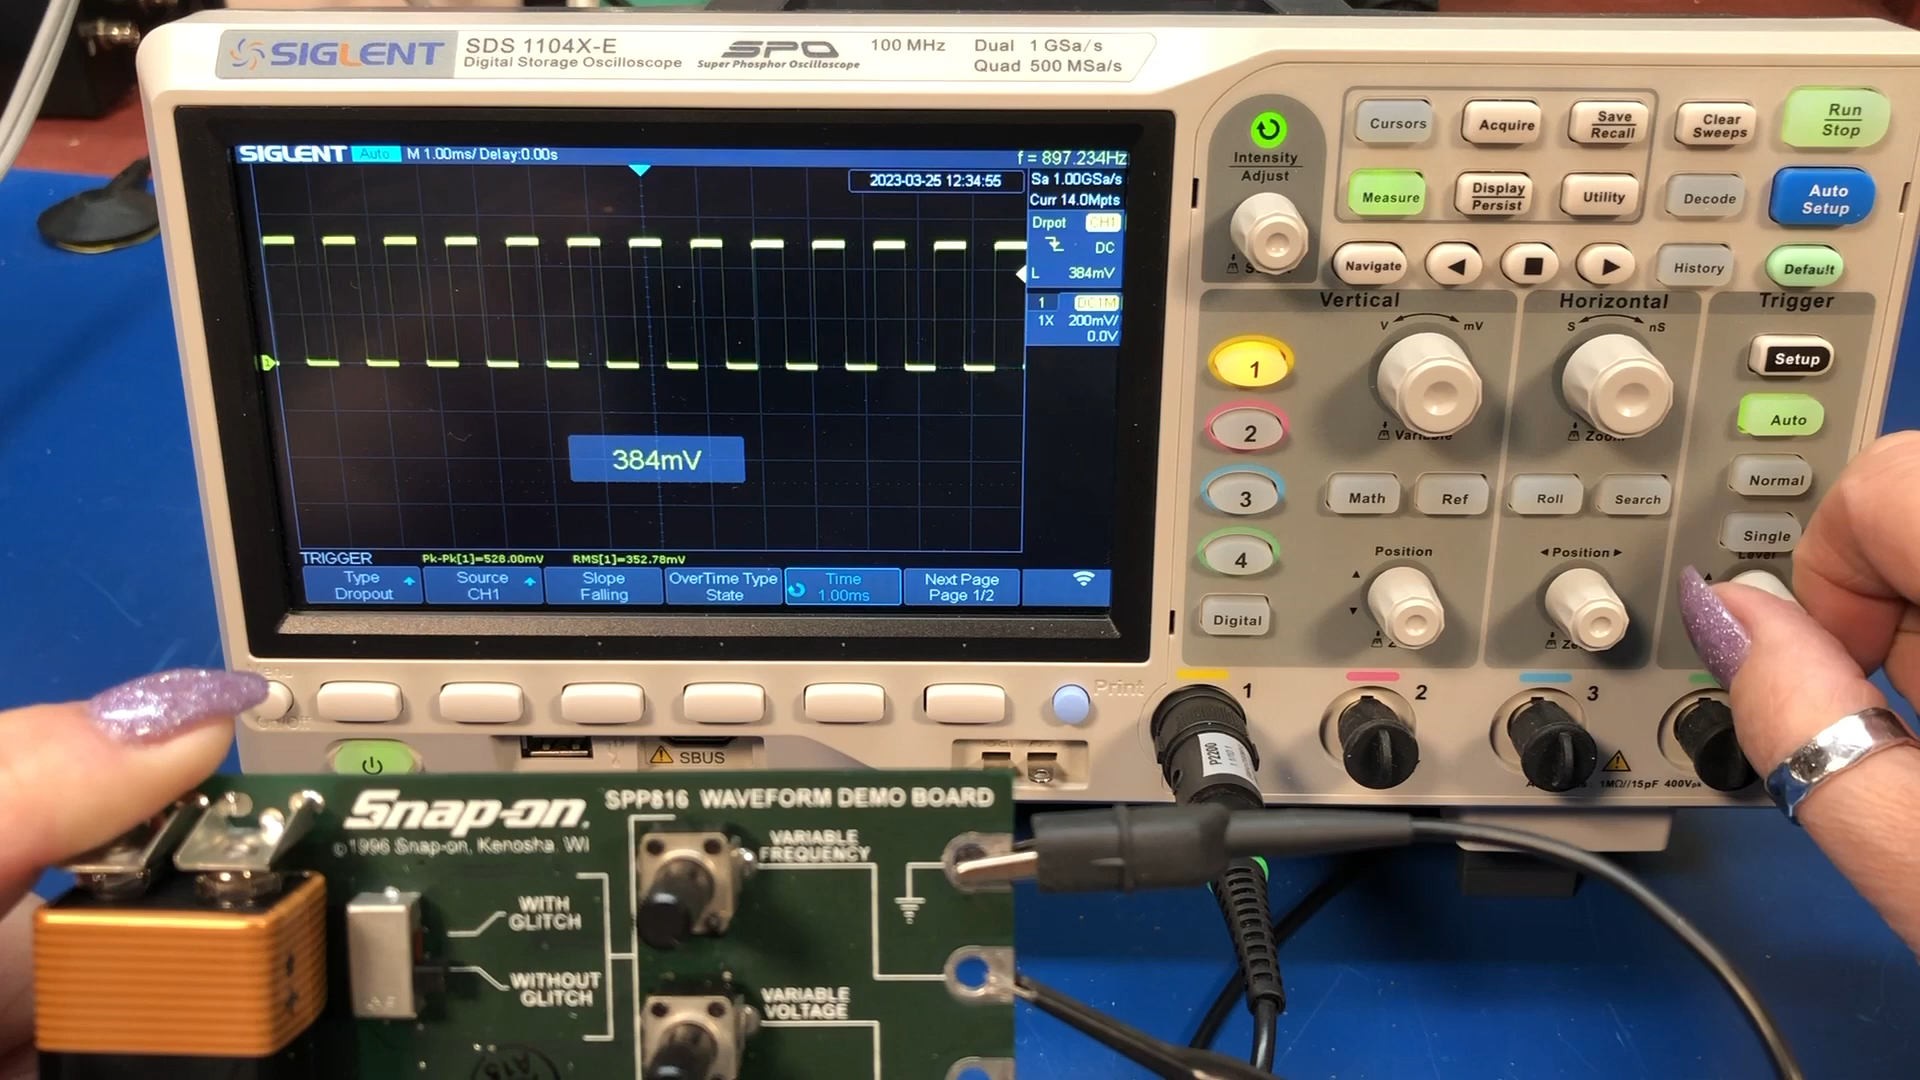 SIGLENT
SDS 1104X-E
Digital Storage Oscilloscope
SPO
Super Phosphor Oscilloscope
100 MHz
Dual 1 GSa/s
Quad 500 MSa/s
SIGLENT Auto M 1.00ms/ Delay:0.00s
f = 897.234Hz
2023-03-25 12:34:55
Sa 1.00GSa/s
Curr 14.0Mpts
Drpot CH1
DC
L 384mV
1 DC1M
1X 200mV/
0.0V
384mV
TRIGGER
Pk-Pk[1]=528.00mV RMS[1]=352.78mV
Type
Dropout
Source
CH1
Slope
Falling
OverTime Type
State
Time
1.00ms
Next Page
Page 1/2
Intensity
Adjust
Cursors
Acquire
Save
Recall
Clear
Sweeps
Run
Stop
Measure
Display
Persist
Utility
Decode
Auto
Setup
Navigate
History
Default
Vertical
Horizontal
Trigger
V mV
S nS
1
2
3
4
Variable
Zoom
Setup
Auto
Normal
Single
Level
Math
Ref
Roll
Search
Position
Position
Digital
Menu
On/Off
Print
SBUS
1
2
3
P2200
1MΩ//15pF 400Vpk
Snap-on.
©1996 Snap-on, Kenosha, WI
SPP816 WAVEFORM DEMO BOARD
VARIABLE
FREQUENCY
WITH
GLITCH
WITHOUT
GLITCH
VARIABLE
VOLTAGE